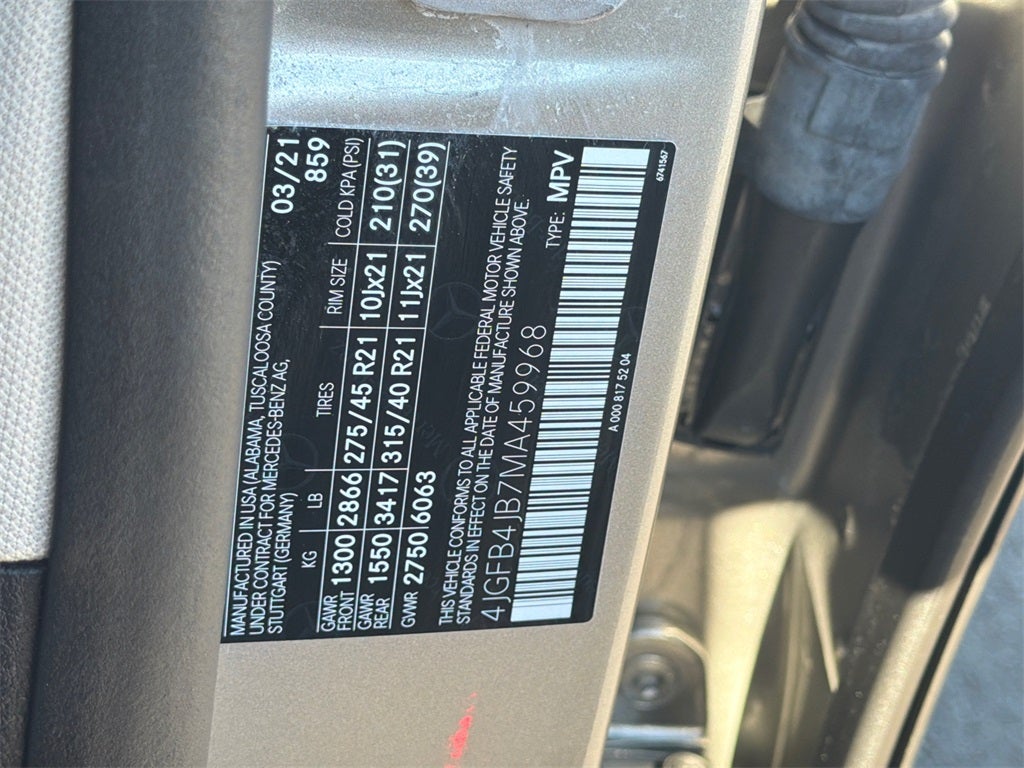 MANUFACTURED IN USA (ALABAMA, TUSCALOOSA COUNTY) 03/21
UNDER CONTRACT FOR MERCEDES-BENZ AG, 859
STUTTGART (GERMANY)
KG LB TIRES RIM SIZE COLD KPA (PSI)
GAWR FRONT 1300 2866 275/45 R21 10Jx21 210(31)
GAWR REAR 1550 3417 315/40 R21 11Jx21 270(39)
GVWR 2750 6063
THIS VEHICLE CONFORMS TO ALL APPLICABLE FEDERAL MOTOR VEHICLE SAFETY
STANDARDS IN EFFECT ON THE DATE OF MANUFACTURE SHOWN ABOVE.
4JGFB4JB7MA459968 TYPE: MPV
A 000 817 52 04 6741567